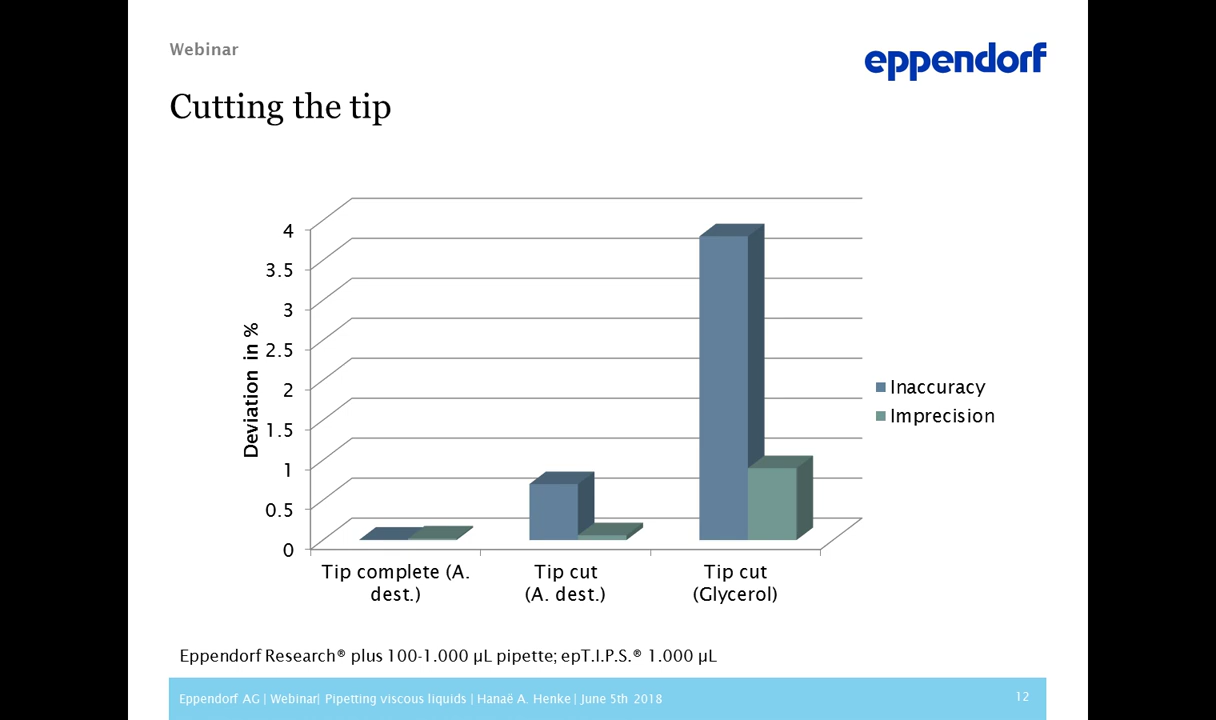 Webinar
eppendorf
Cutting the tip
4
3.5
3
2.5
2
1.5
1
0.5
0
Deviation in %
Inaccuracy
Imprecision
Tip complete (A.
dest.)
Tip cut
(A. dest.)
Tip cut
(Glycerol)
Eppendorf Research® plus 100-1.000 µL pipette; epT.I.P.S.® 1.000 µL
Eppendorf AG | Webinar| Pipetting viscous liquids | Hanaë A. Henke | June 5th 2018
12